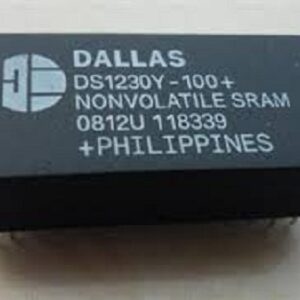 DALLAS
DS1230Y-100+
NONVOLATILE SRAM
0812U 118339
+PHILIPPINES